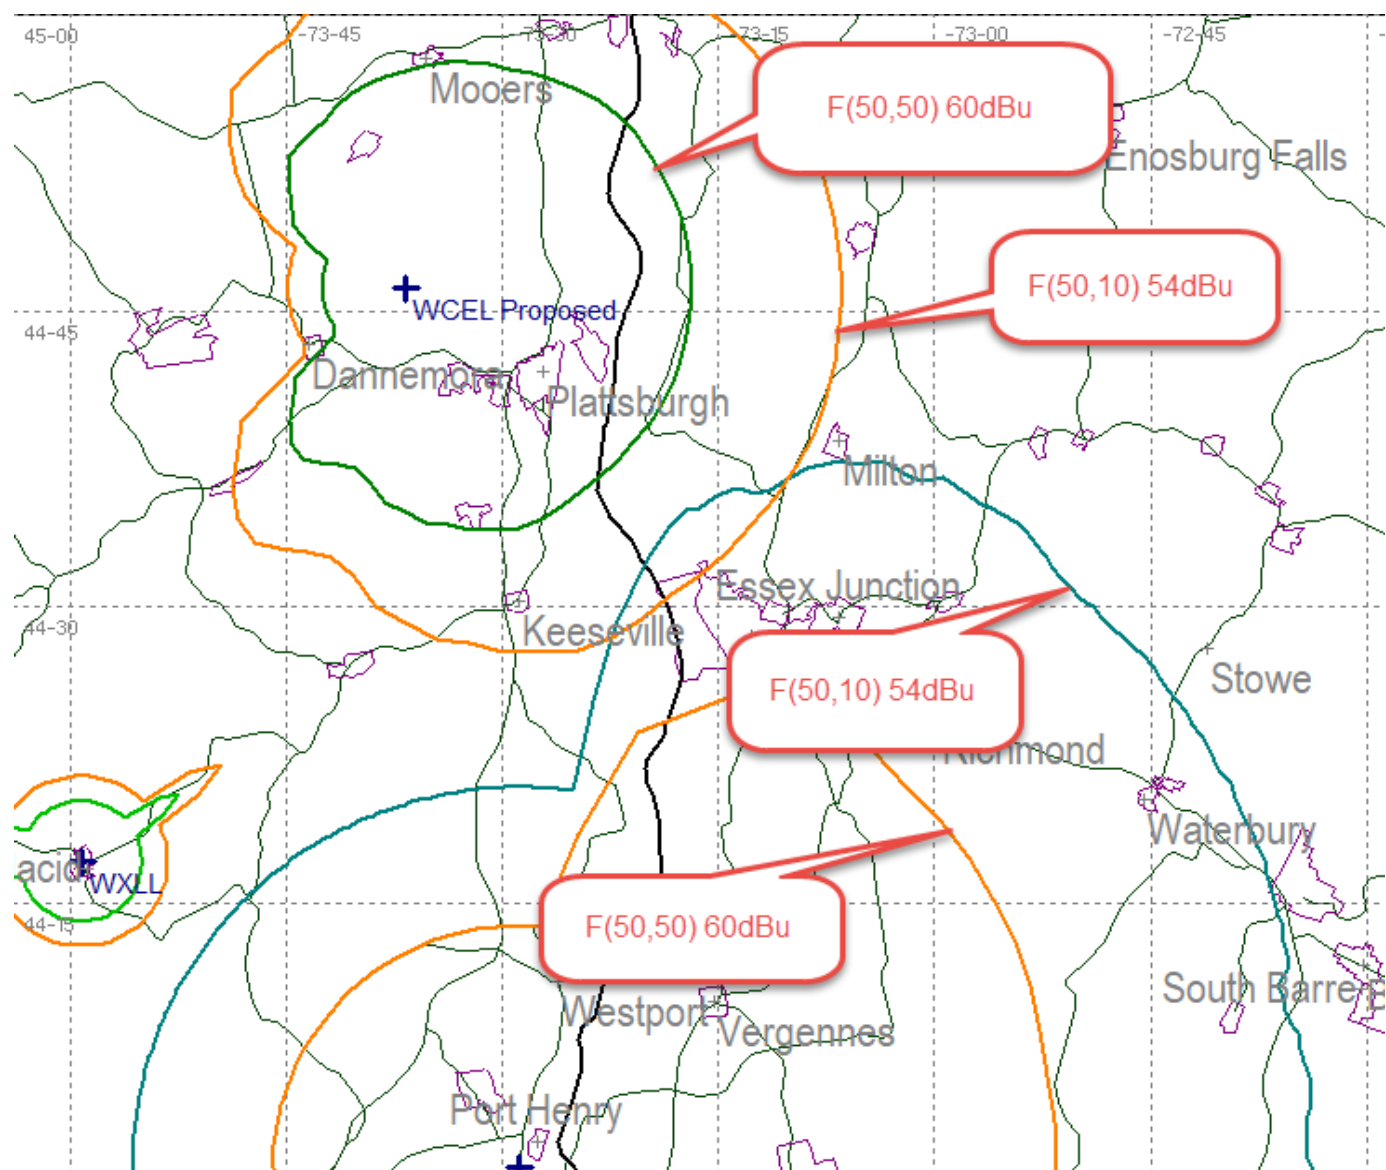 45-00
-73-45
-73-30
-73-15
-73-00
-72-45
Mooers
F(50,50) 60dBu
Enosburg Falls
F(50,10) 54dBu
WCEL Proposed
44-45
Dannemora
Plattsburgh
Milton
Essex Junction
44-30
Keeseville
Stowe
F(50,10) 54dBu
Richmond
Waterbury
acid
WXLL
44-15
F(50,50) 60dBu
South Barre
Westport
Vergennes
Port Henry